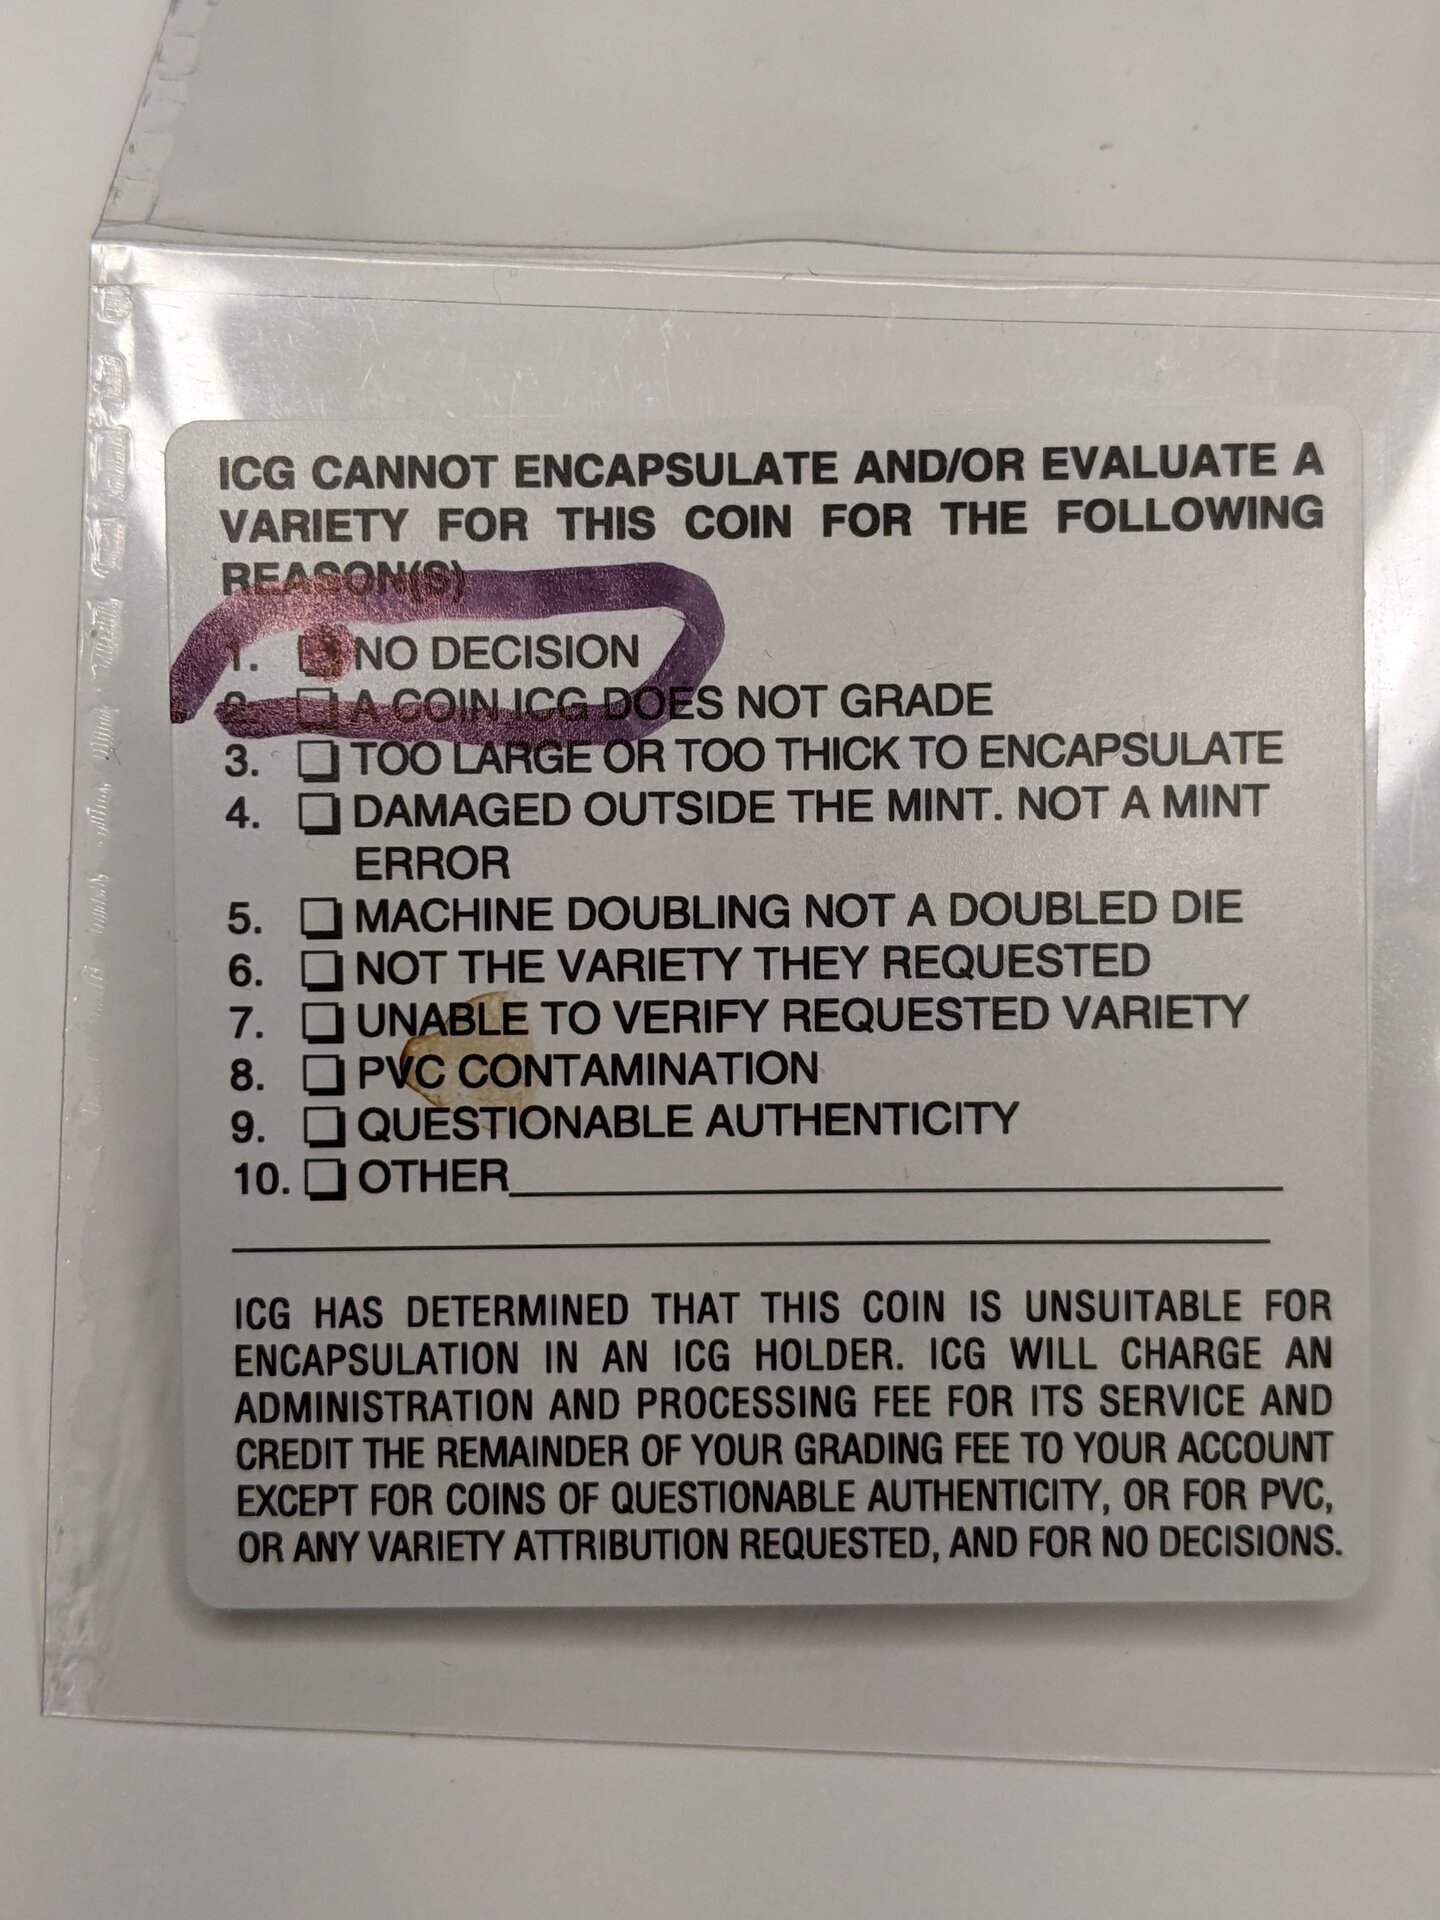 ICG CANNOT ENCAPSULATE AND/OR EVALUATE A
VARIETY FOR THIS COIN FOR THE FOLLOWING
REASON(S)
1. ☐ NO DECISION
2. ☐ A COIN ICG DOES NOT GRADE
3. ☐ TOO LARGE OR TOO THICK TO ENCAPSULATE
4. ☐ DAMAGED OUTSIDE THE MINT. NOT A MINT
ERROR
5. ☐ MACHINE DOUBLING NOT A DOUBLED DIE
6. ☐ NOT THE VARIETY THEY REQUESTED
7. ☐ UNABLE TO VERIFY REQUESTED VARIETY
8. ☐ PVC CONTAMINATION
9. ☐ QUESTIONABLE AUTHENTICITY
10. ☐ OTHER
ICG HAS DETERMINED THAT THIS COIN IS UNSUITABLE FOR
ENCAPSULATION IN AN ICG HOLDER. ICG WILL CHARGE AN
ADMINISTRATION AND PROCESSING FEE FOR ITS SERVICE AND
CREDIT THE REMAINDER OF YOUR GRADING FEE TO YOUR ACCOUNT
EXCEPT FOR COINS OF QUESTIONABLE AUTHENTICITY, OR FOR PVC,
OR ANY VARIETY ATTRIBUTION REQUESTED, AND FOR NO DECISIONS.